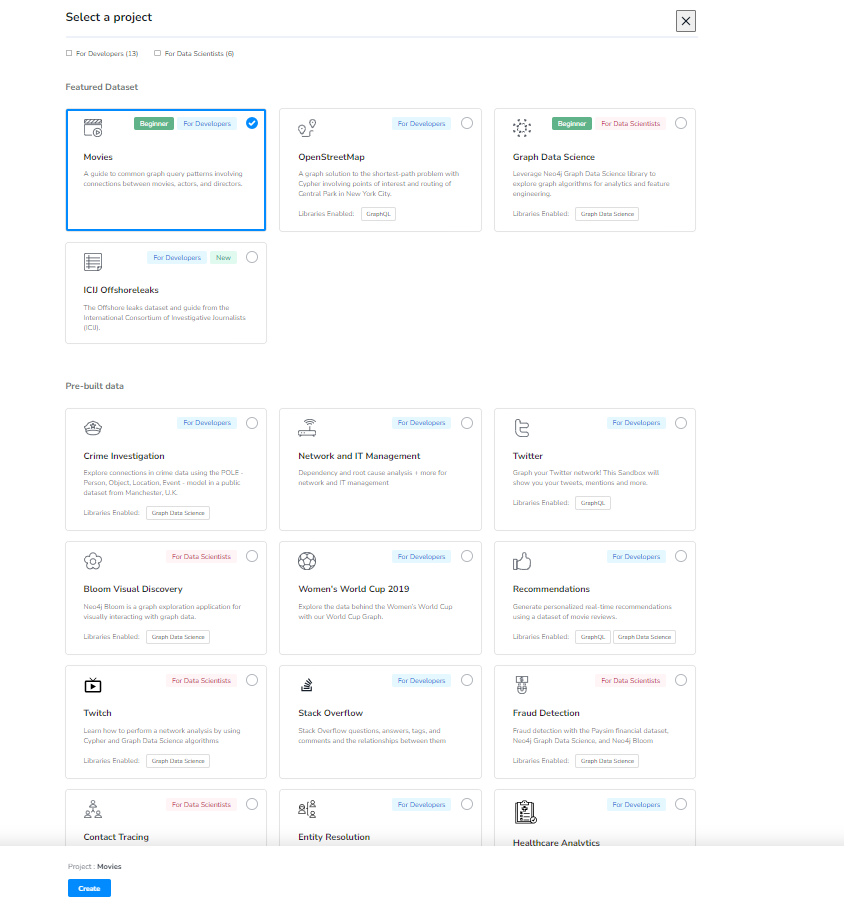 Select a project
For Developers (13) For Data Scientists (6)
Featured Dataset
Beginner For Developers
Movies
A guide to common graph query patterns involving
connections between movies, actors, and directors.
For Developers
OpenStreetMap
A graph solution to the shortest-path problem with
Cypher involving points of interest and routing of
Central Park in New York City.
Libraries Enabled: GraphQL
Beginner For Data Scientists
Graph Data Science
Leverage Neo4j Graph Data Science library to
explore graph algorithms for analytics and feature
engineering.
Libraries Enabled: Graph Data Science
For Developers New
ICIJ Offshoreleaks
The Offshore leaks dataset and guide from the
International Consortium of Investigative Journalists
(ICIJ).
Pre-built data
For Developers
Crime Investigation
Explore connections in crime data using the POLE -
Person, Object, Location, Event - model in a public
dataset from Manchester, U.K.
Libraries Enabled: Graph Data Science
For Developers
Network and IT Management
Dependency and root cause analysis + more for
network and IT management
For Developers
Twitter
Graph your Twitter network! This Sandbox will
show you your tweets, mentions and more.
Libraries Enabled: GraphQL
For Data Scientists
Bloom Visual Discovery
Neo4j Bloom is a graph exploration application for
visually interacting with graph data.
Libraries Enabled: Graph Data Science
For Developers
Women's World Cup 2019
Explore the data behind the Women's World Cup
with our World Cup Graph.
For Developers
Recommendations
Generate personalized real-time recommendations
using a dataset of movie reviews.
Libraries Enabled: GraphQL Graph Data Science
For Data Scientists
Twitch
Learn how to perform a network analysis by using
Cypher and Graph Data Science algorithms
Libraries Enabled: Graph Data Science
For Developers
Stack Overflow
Stack Overflow questions, answers, tags, and
comments and the relationships between them
For Data Scientists
Fraud Detection
Fraud detection with the Paysim financial dataset,
Neo4j Graph Data Science, and Neo4j Bloom
Libraries Enabled: Graph Data Science
For Data Scientists
Contact Tracing
For Developers
Entity Resolution
For Developers
Healthcare Analytics
Project : Movies
Create